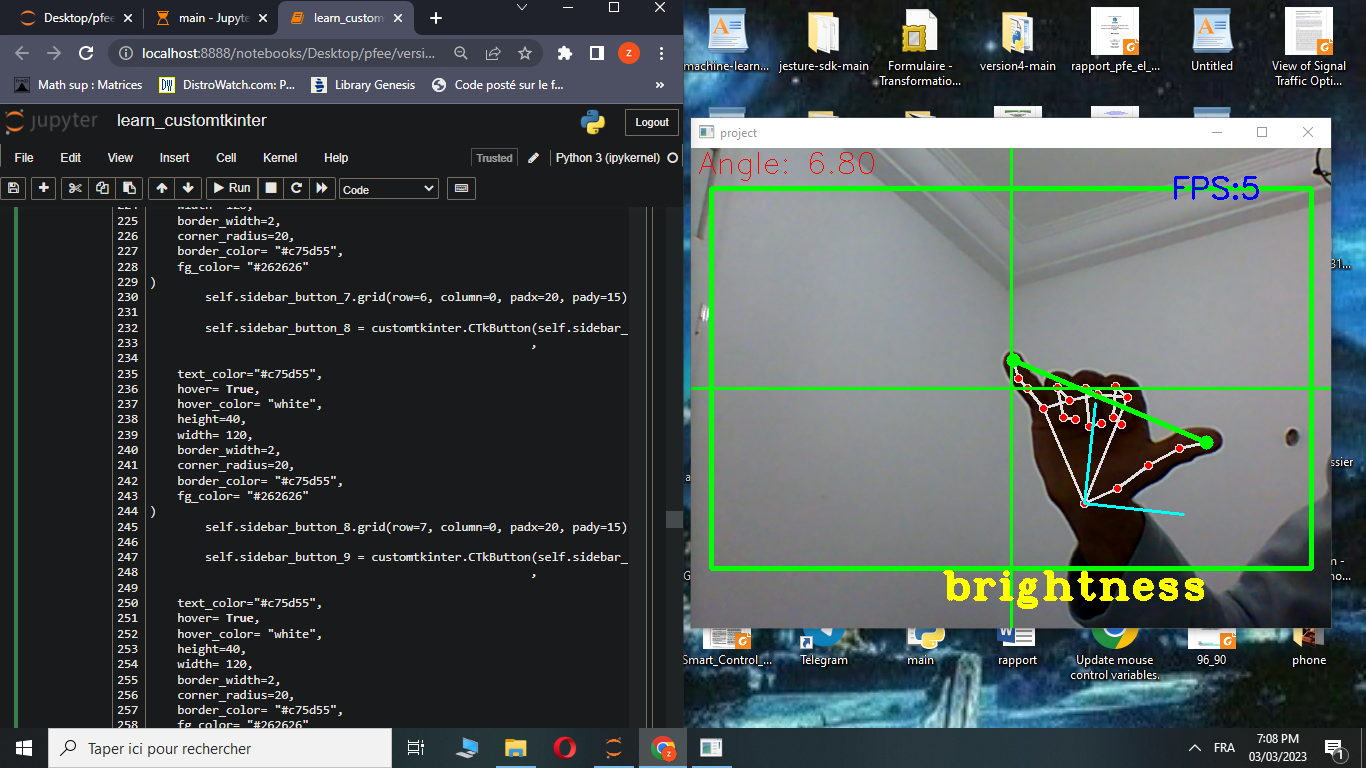 Desktop/pfee
main - Jupyte
learn_custom
localhost:8888/notebooks/Desktop/pfee/vers...
z
Math sup : Matrices
DistroWatch.com: P...
Library Genesis
Code posté sur le f...
»
jupyter
learn_customtkinter
Logout
File
Edit
View
Insert
Cell
Kernel
Help
Trusted
Python 3 (ipykernel)
Run
Code
225 border_width=2,
226 corner_radius=20,
227 border_color= "#c75d55",
228 fg_color= "#262626"
229 )
230 self.sidebar_button_7.grid(row=6, column=0, padx=20, pady=15)
231
232 self.sidebar_button_8 = customtkinter.CTkButton(self.sidebar_
233 ,
234
235 text_color="#c75d55",
236 hover= True,
237 hover_color= "white",
238 height=40,
239 width= 120,
240 border_width=2,
241 corner_radius=20,
242 border_color= "#c75d55",
243 fg_color= "#262626"
244 )
245 self.sidebar_button_8.grid(row=7, column=0, padx=20, pady=15)
246
247 self.sidebar_button_9 = customtkinter.CTkButton(self.sidebar_
248 ,
249
250 text_color="#c75d55",
251 hover= True,
252 hover_color= "white",
253 height=40,
254 width= 120,
255 border_width=2,
256 corner_radius=20,
257 border_color= "#c75d55",
258 fg_color= "#262626"
machine-learn...
jesture-sdk-main
Formulaire -
Transformatio...
version4-main
rapport_pfe_el_...
Untitled
View of Signal
Traffic Opti...
project
Angle: 6.80
FPS:5
brightness
Smart_Control_...
Telegram
main
rapport
Update mouse
control variables.
96_90
phone
Taper ici pour rechercher
FRA
7:08 PM
03/03/2023
1